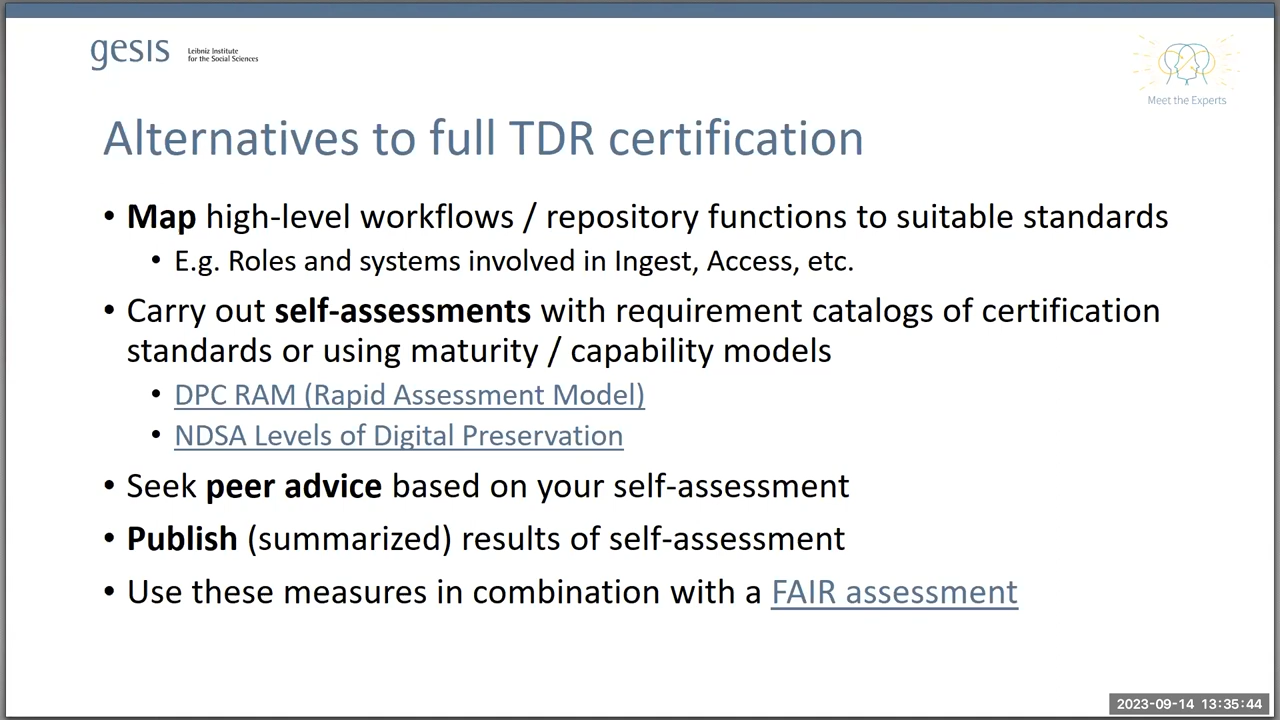 gesis
Leibniz Institute
for the Social Sciences
Meet the Experts
Alternatives to full TDR certification
• Map high-level workflows / repository functions to suitable standards
• E.g. Roles and systems involved in Ingest, Access, etc.
• Carry out self-assessments with requirement catalogs of certification
standards or using maturity / capability models
• DPC RAM (Rapid Assessment Model)
• NDSA Levels of Digital Preservation
• Seek peer advice based on your self-assessment
• Publish (summarized) results of self-assessment
• Use these measures in combination with a FAIR assessment
2023-09-14 13:35:44